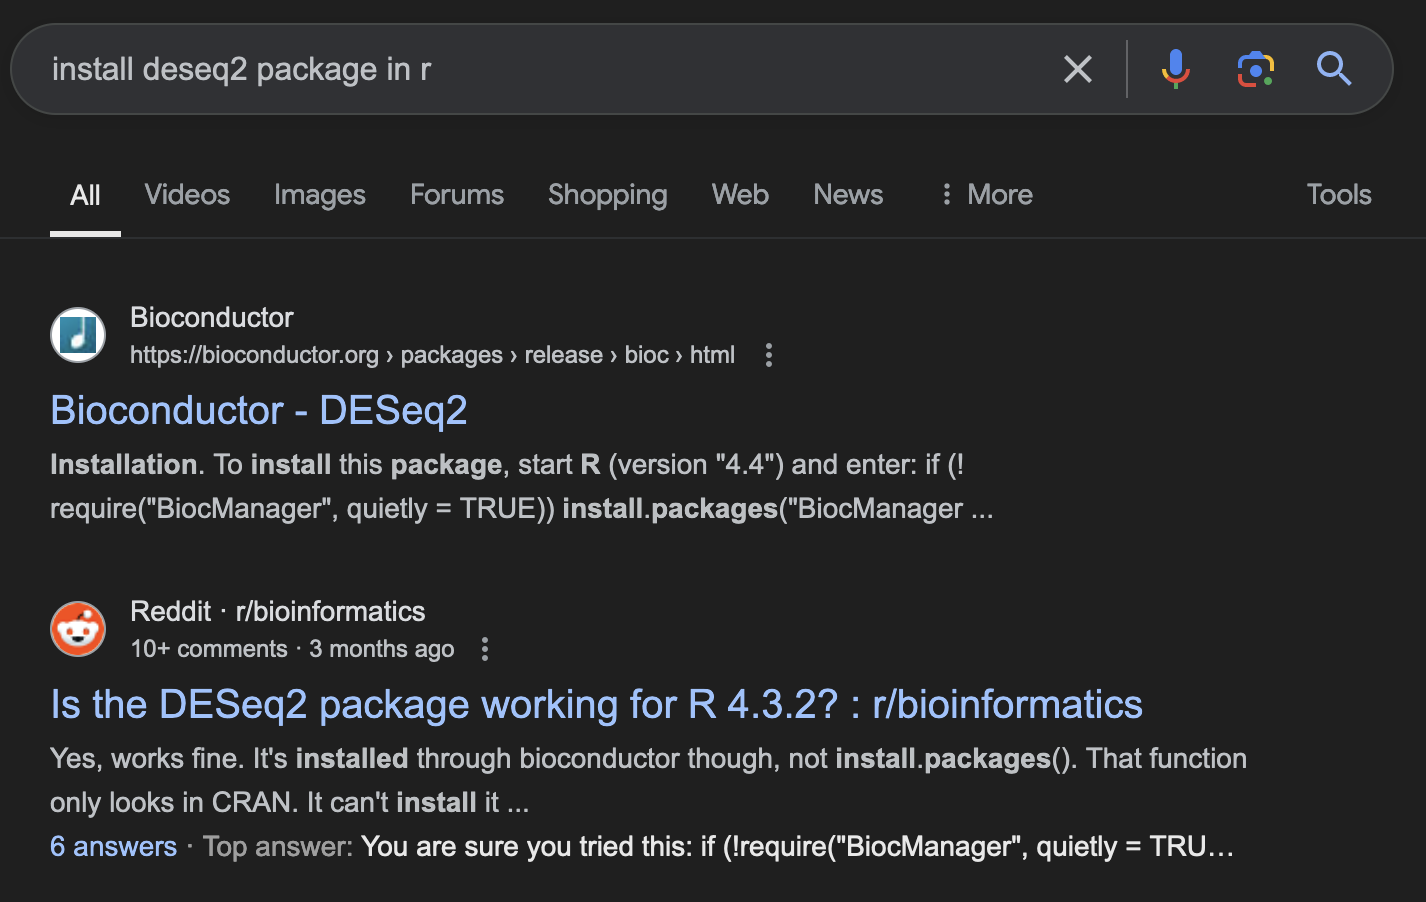 install deseq2 package in r
All Videos Images Forums Shopping Web News More Tools
Bioconductor
https://bioconductor.org › packages › release › bioc › html
Bioconductor - DESeq2
Installation. To install this package, start R (version "4.4") and enter: if (!
require("BiocManager", quietly = TRUE)) install.packages("BiocManager ...
Reddit · r/bioinformatics
10+ comments · 3 months ago
Is the DESeq2 package working for R 4.3.2? : r/bioinformatics
Yes, works fine. It's installed through bioconductor though, not install.packages(). That function
only looks in CRAN. It can't install it ...
6 answers · Top answer: You are sure you tried this: if (!require("BiocManager", quietly = TRU...